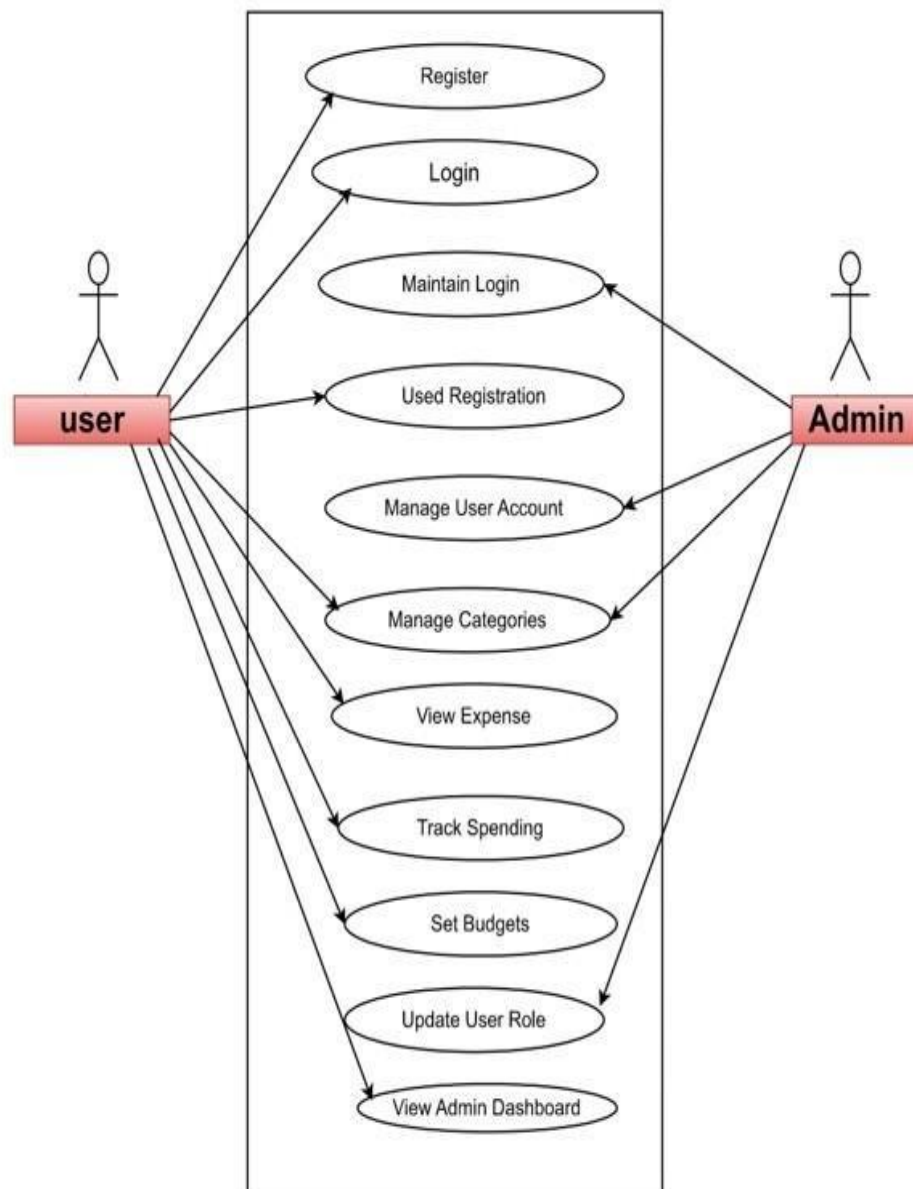 Register
Login
Maintain Login
user
Used Registration
Admin
Manage User Account
Manage Categories
View Expense
Track Spending
Set Budgets
Update User Role
View Admin Dashboard